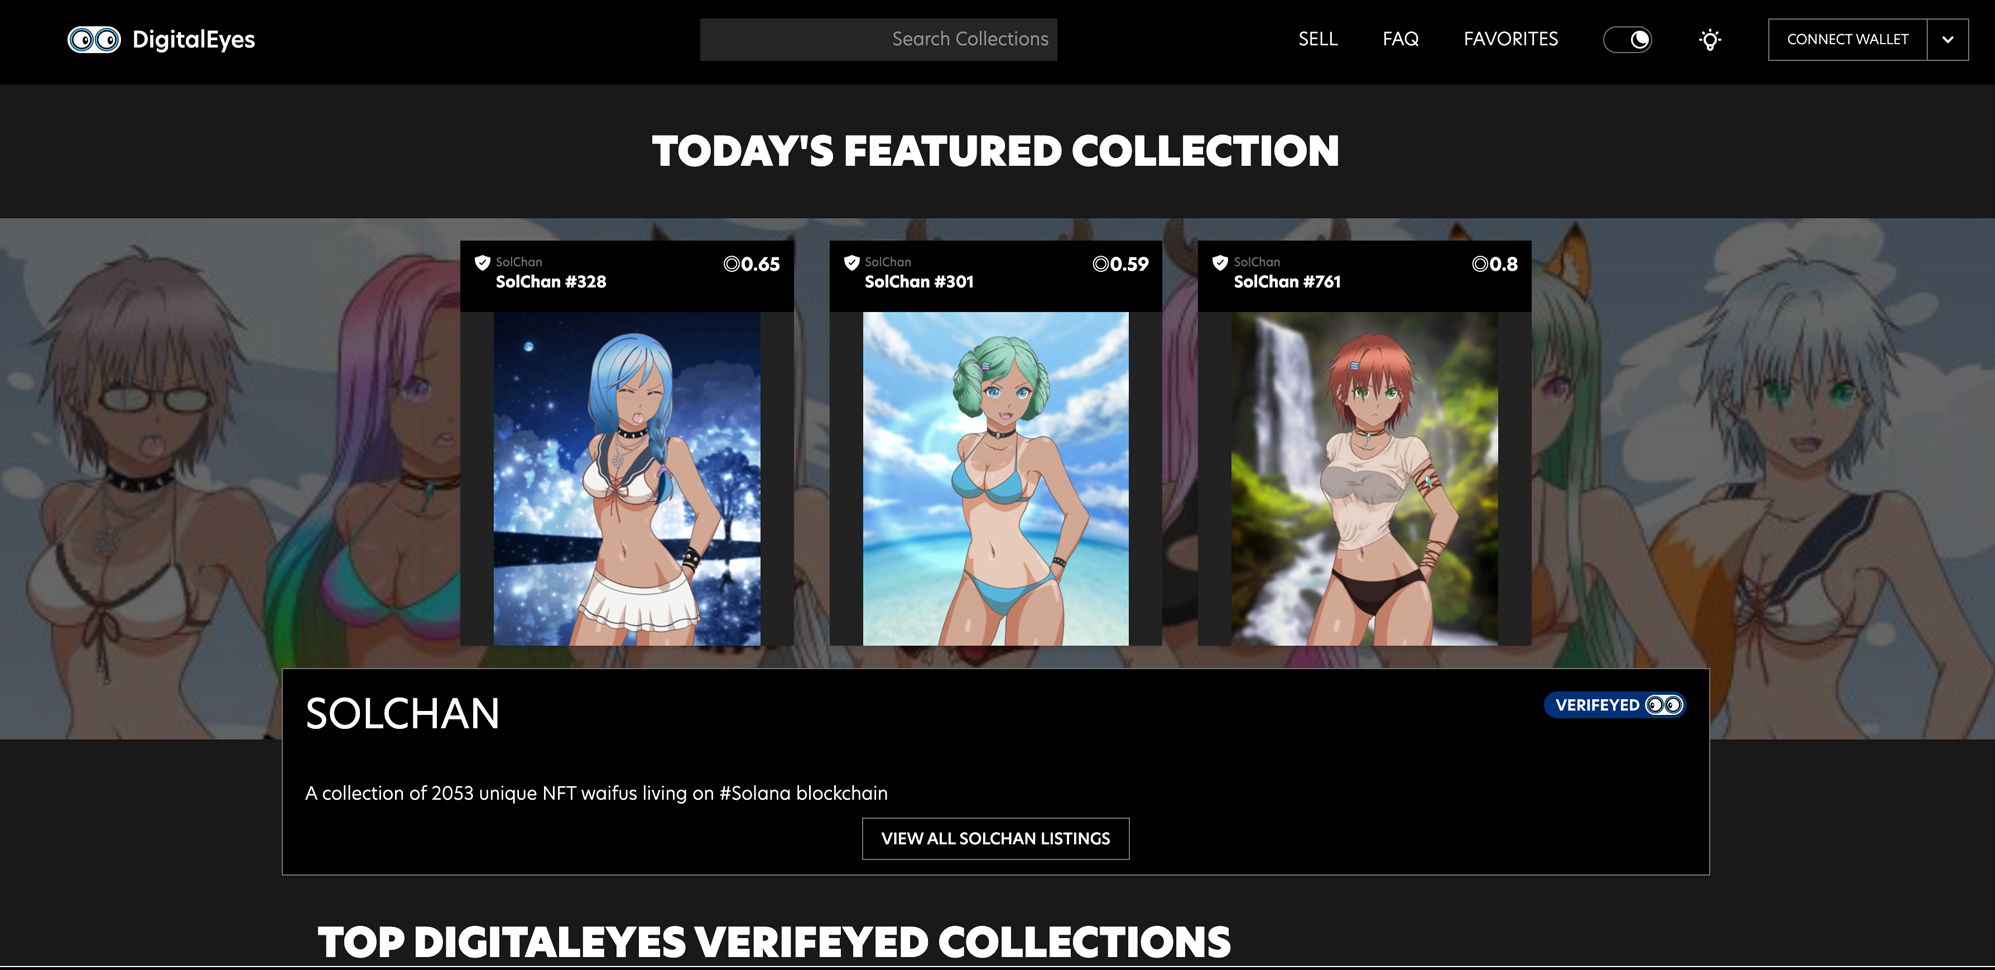 DigitalEyes
Search Collections
SELL
FAQ
FAVORITES
CONNECT WALLET
TODAY'S FEATURED COLLECTION
SolChan
SolChan #328
0.65
SolChan
SolChan #301
0.59
SolChan
SolChan #761
0.8
SOLCHAN
VERIFEYED
A collection of 2053 unique NFT waifus living on #Solana blockchain
VIEW ALL SOLCHAN LISTINGS
TOP DIGITALEYES VERIFEYED COLLECTIONS